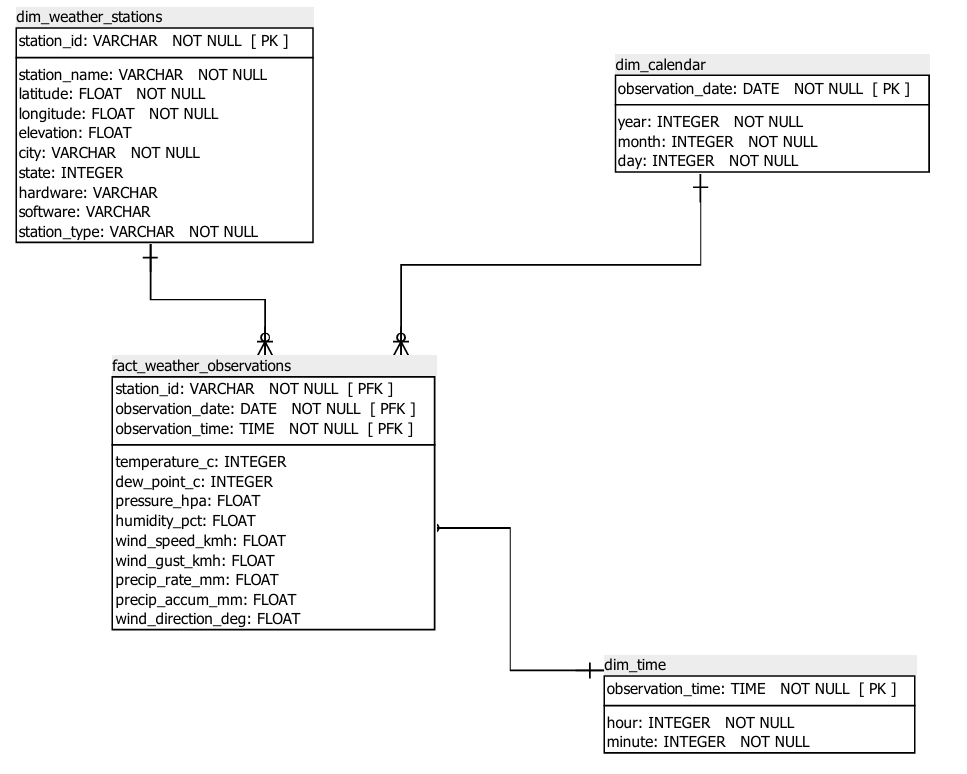 dim_weather_stations
station_id: VARCHAR NOT NULL [ PK ]
station_name: VARCHAR NOT NULL
latitude: FLOAT NOT NULL
longitude: FLOAT NOT NULL
elevation: FLOAT
city: VARCHAR NOT NULL
state: INTEGER
hardware: VARCHAR
software: VARCHAR
station_type: VARCHAR NOT NULL
dim_calendar
observation_date: DATE NOT NULL [ PK ]
year: INTEGER NOT NULL
month: INTEGER NOT NULL
day: INTEGER NOT NULL
fact_weather_observations
station_id: VARCHAR NOT NULL [ PFK ]
observation_date: DATE NOT NULL [ PFK ]
observation_time: TIME NOT NULL [ PFK ]
temperature_c: INTEGER
dew_point_c: INTEGER
pressure_hpa: FLOAT
humidity_pct: FLOAT
wind_speed_kmh: FLOAT
wind_gust_kmh: FLOAT
precip_rate_mm: FLOAT
precip_accum_mm: FLOAT
wind_direction_deg: FLOAT
dim_time
observation_time: TIME NOT NULL [ PK ]
hour: INTEGER NOT NULL
minute: INTEGER NOT NULL